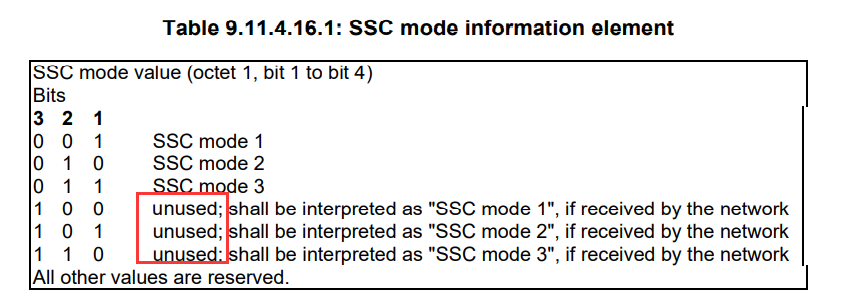 Table 9.11.4.16.1: SSC mode information element
SSC mode value (octet 1, bit 1 to bit 4)
Bits
3 2 1
0 0 1 SSC mode 1
0 1 0 SSC mode 2
0 1 1 SSC mode 3
1 0 0 unused; shall be interpreted as "SSC mode 1", if received by the network
1 0 1 unused; shall be interpreted as "SSC mode 2", if received by the network
1 1 0 unused; shall be interpreted as "SSC mode 3", if received by the network
All other values are reserved.